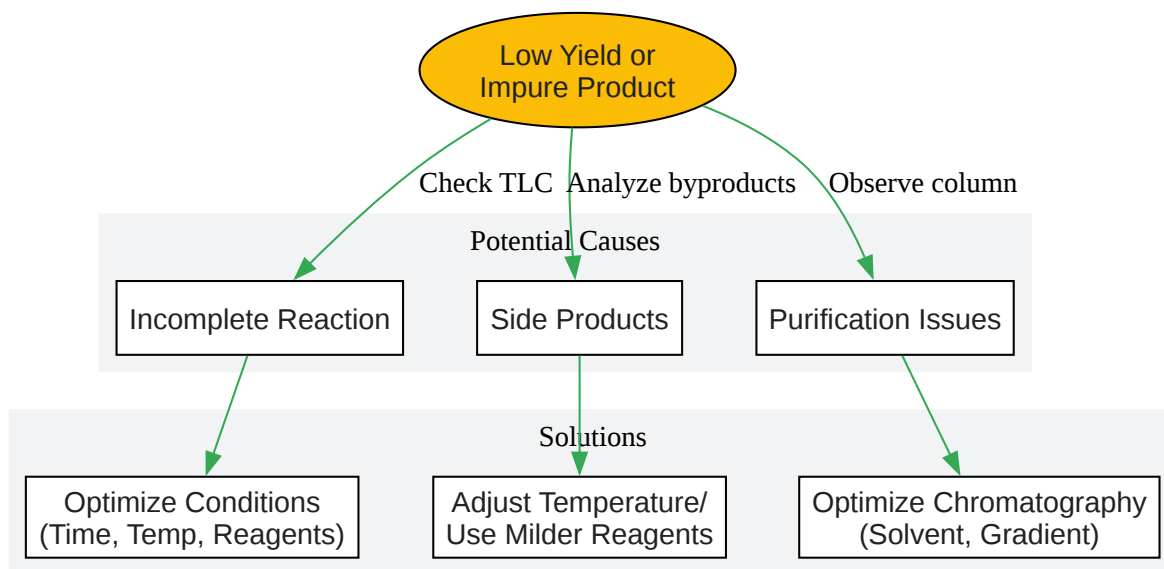 Low Yield or
Impure Product
Check TLC
Analyze byproducts
Observe column
Potential Causes
Incomplete Reaction
Side Products
Purification Issues
Solutions
Optimize Conditions
(Time, Temp, Reagents)
Adjust Temperature/
Use Milder Reagents
Optimize Chromatography
(Solvent, Gradient)